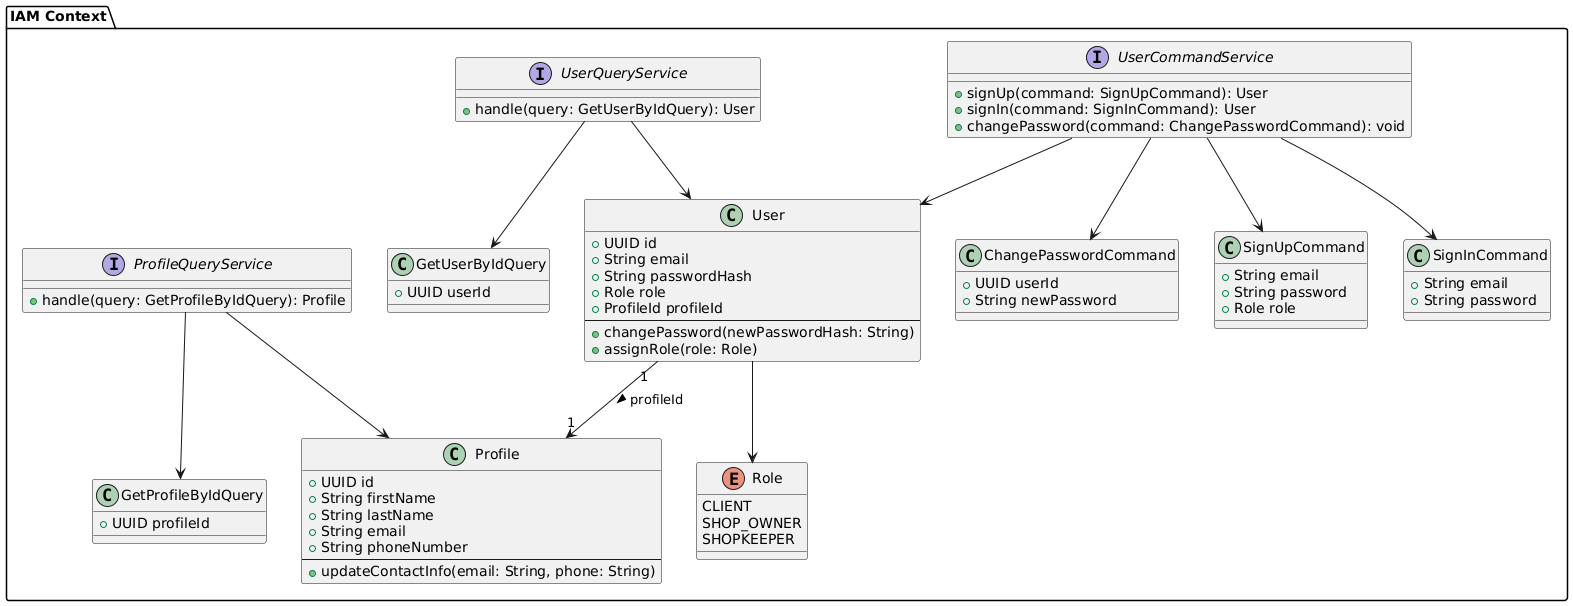 IAM Context
I UserCommandService
signUp(command: SignUpCommand): User
signIn(command: SignInCommand): User
changePassword(command: ChangePasswordCommand): void
I UserQueryService
handle(query: GetUserByIdQuery): User
I ProfileQueryService
handle(query: GetProfileByIdQuery): Profile
C GetUserByIdQuery
UUID userId
C User
UUID id
String email
String passwordHash
Role role
ProfileId profileId
changePassword(newPasswordHash: String)
assignRole(role: Role)
C ChangePasswordCommand
UUID userId
String newPassword
C SignUpCommand
String email
String password
Role role
C SignInCommand
String email
String password
1
profileId
1
C GetProfileByIdQuery
UUID profileId
C Profile
UUID id
String firstName
String lastName
String email
String phoneNumber
updateContactInfo(email: String, phone: String)
E Role
CLIENT
SHOP_OWNER
SHOPKEEPER